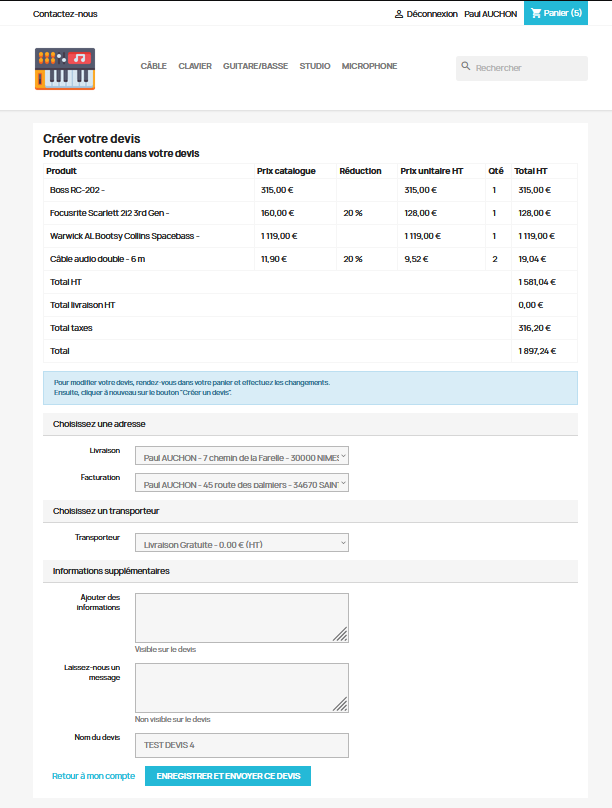 Contactez-nous Déconnexion Paul AUCHON Panier (5)
CÂBLE CLAVIER GUITARE/BASSE STUDIO MICROPHONE Rechercher
Créer votre devis
Produits contenu dans votre devis
Produit Prix catalogue Réduction Prix unitaire HT Qté Total HT
Boss RC-202 - 315,00 € 315,00 € 1 315,00 €
Focusrite Scarlett 2i2 3rd Gen - 160,00 € 20 % 128,00 € 1 128,00 €
Warwick AL Bootsy Collins Spacebass - 1 119,00 € 1 119,00 € 1 1 119,00 €
Câble audio double - 6 m 11,90 € 20 % 9,52 € 2 19,04 €
Total HT 1 581,04 €
Total livraison HT 0,00 €
Total taxes 316,20 €
Total 1 897,24 €
Pour modifier votre devis, rendez-vous dans votre panier et effectuez les changements.
Ensuite, cliquer à nouveau sur le bouton "Créer un devis".
Choisissez une adresse
Livraison Paul AUCHON - 7 chemin de la Farelle - 30000 NIMES
Facturation Paul AUCHON - 45 route des palmiers - 34670 SAINT
Choisissez un transporteur
Transporteur Livraison Gratuite - 0.00 € (HT)
Informations supplémentaires
Ajouter des
informations
Visible sur le devis
Laissez-nous un
message
Non visible sur le devis
Nom du devis TEST DEVIS 4
Retour à mon compte ENREGISTRER ET ENVOYER CE DEVIS